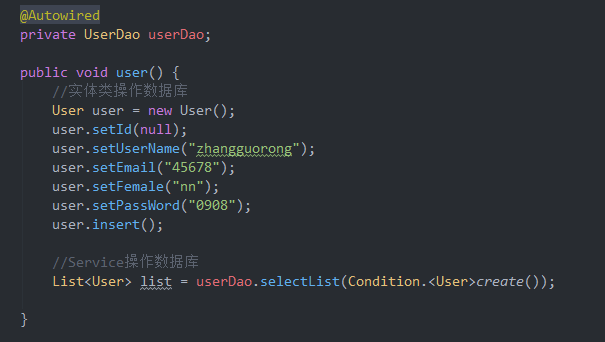 @Autowired
private UserDao userDao;
public void user() {
//实体类操作数据库
User user = new User();
user.setId(null);
user.setUserName("zhangguorong");
user.setEmail("45678");
user.setFemale("nn");
user.setPassWord("0908");
user.insert();
//Service操作数据库
List<User> list = userDao.selectList(Condition.<User>create());
}